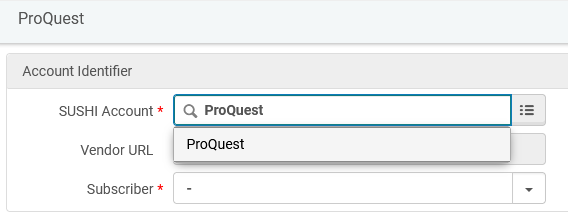 ProQuest
Account Identifier
SUSHI Account * ProQuest
ProQuest
Vendor URL
Subscriber * -